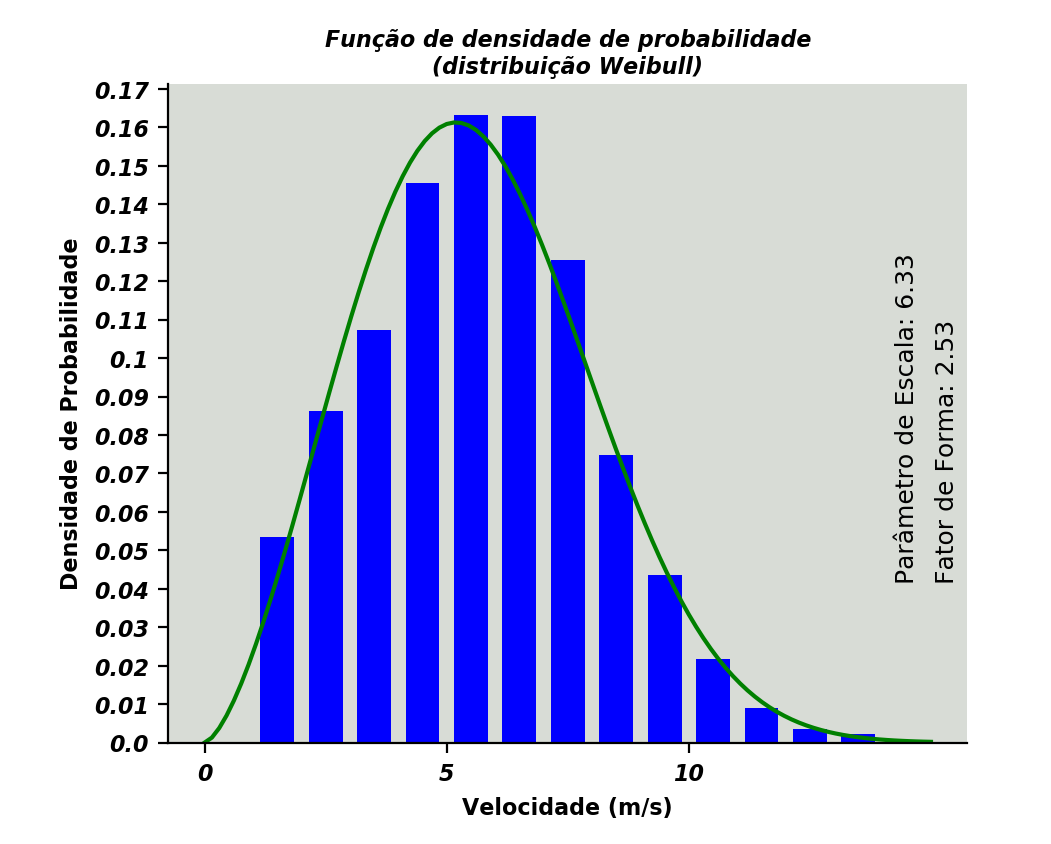 Função de densidade de probabilidade
(distribuição Weibull)
0.17
0.16
0.15
0.14
0.13
0.12
0.11
0.1
0.09
0.08
0.07
0.06
0.05
0.04
0.03
0.02
0.01
0.0
Densidade de Probabilidade
Parâmetro de Escala: 6.33
Fator de Forma: 2.53
0 5 10
Velocidade (m/s)